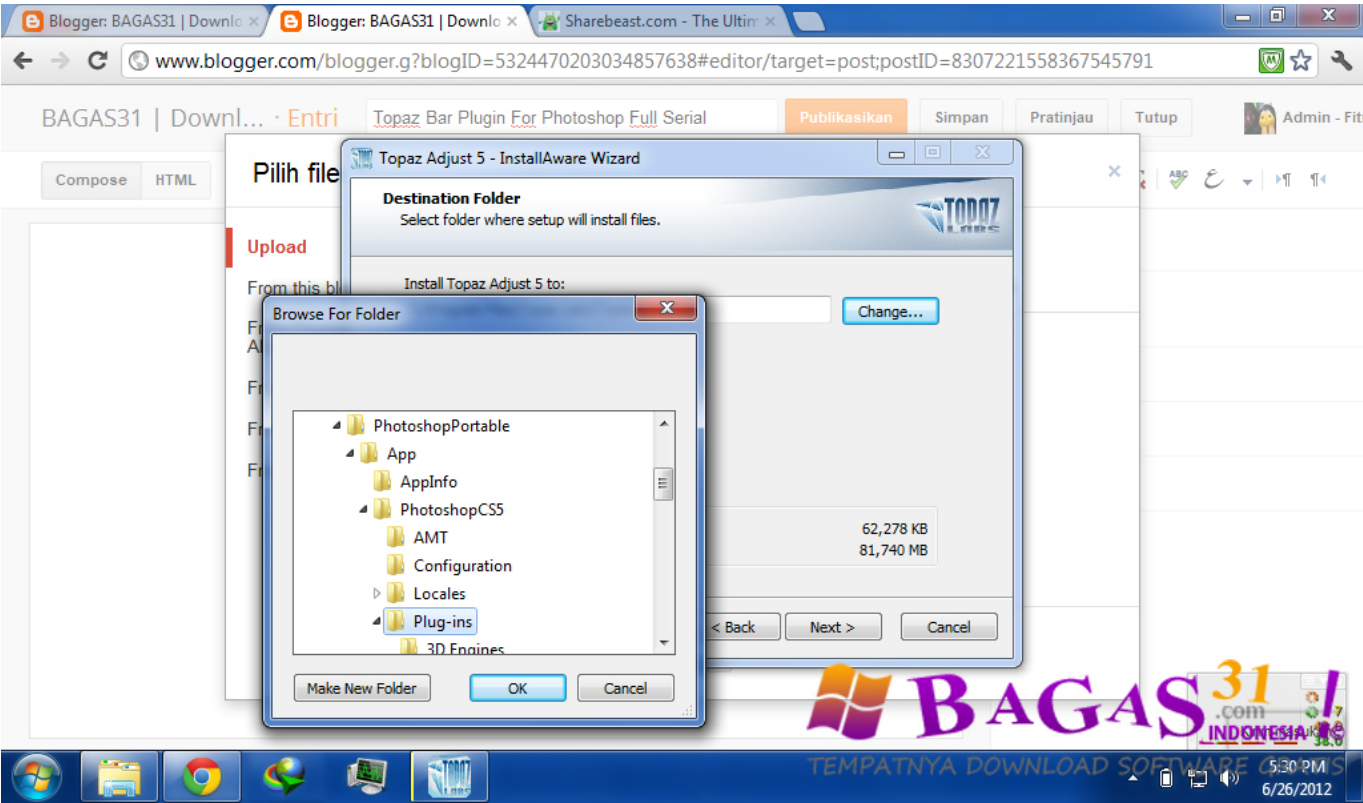 Blogger: BAGAS31 | Downlo
Blogger: BAGAS31 | Downlo
Sharebeast.com - The Ultim
www.blogger.com/blogger.g?blogID=5324470203034857638#editor/target=post;postID=8307221558367545791
BAGAS31 | Downl... · Entri
Topaz Bar Plugin For Photoshop Full Serial
Publikasikan
Simpan
Pratinjau
Tutup
Admin - Fit
Compose
HTML
ABC
Pilih file
Upload
From this bl
Topaz Adjust 5 - InstallAware Wizard
Destination Folder
Select folder where setup will install files.
TOPAZ
LABS
Install Topaz Adjust 5 to:
Change...
62,278 KB
81,740 MB
< Back
Next >
Cancel
Browse For Folder
PhotoshopPortable
App
AppInfo
PhotoshopCS5
AMT
Configuration
Locales
Plug-ins
3D Engines
Make New Folder
OK
Cancel
BAGAS31
.com
INDONESIA
TEMPATNYA DOWNLOAD SOFTWARE GRATIS
5:30 PM
6/26/2012